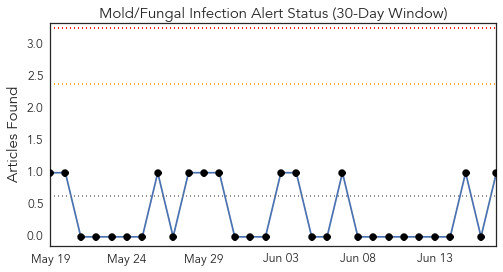 Mold/Fungal Infection Alert Status (30-Day Window)
Articles Found
3.0
2.5
2.0
1.5
1.0
0.5
0.0
May 19 May 24 May 29 Jun 03 Jun 08 Jun 13